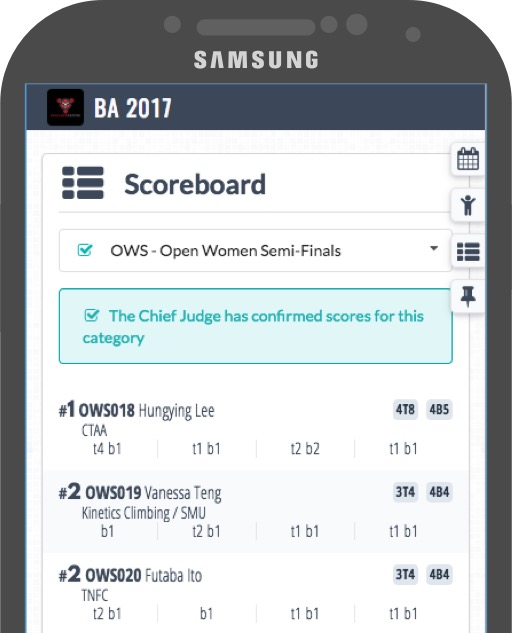 SAMSUNG
BA 2017
Scoreboard
OWS - Open Women Semi-Finals
The Chief Judge has confirmed scores for this
category
#1 OWS018 Hungying Lee 4T8 4B5
CTAA
t4 b1 t1 b1 t2 b2 t1 b1
#2 OWS019 Vanessa Teng 3T4 4B4
Kinetics Climbing / SMU
b1 t2 b1 t1 b1 t1 b1
#2 OWS020 Futaba Ito 3T4 4B4
TNFC
t2 b1 b1 t1 b1 t1 b1